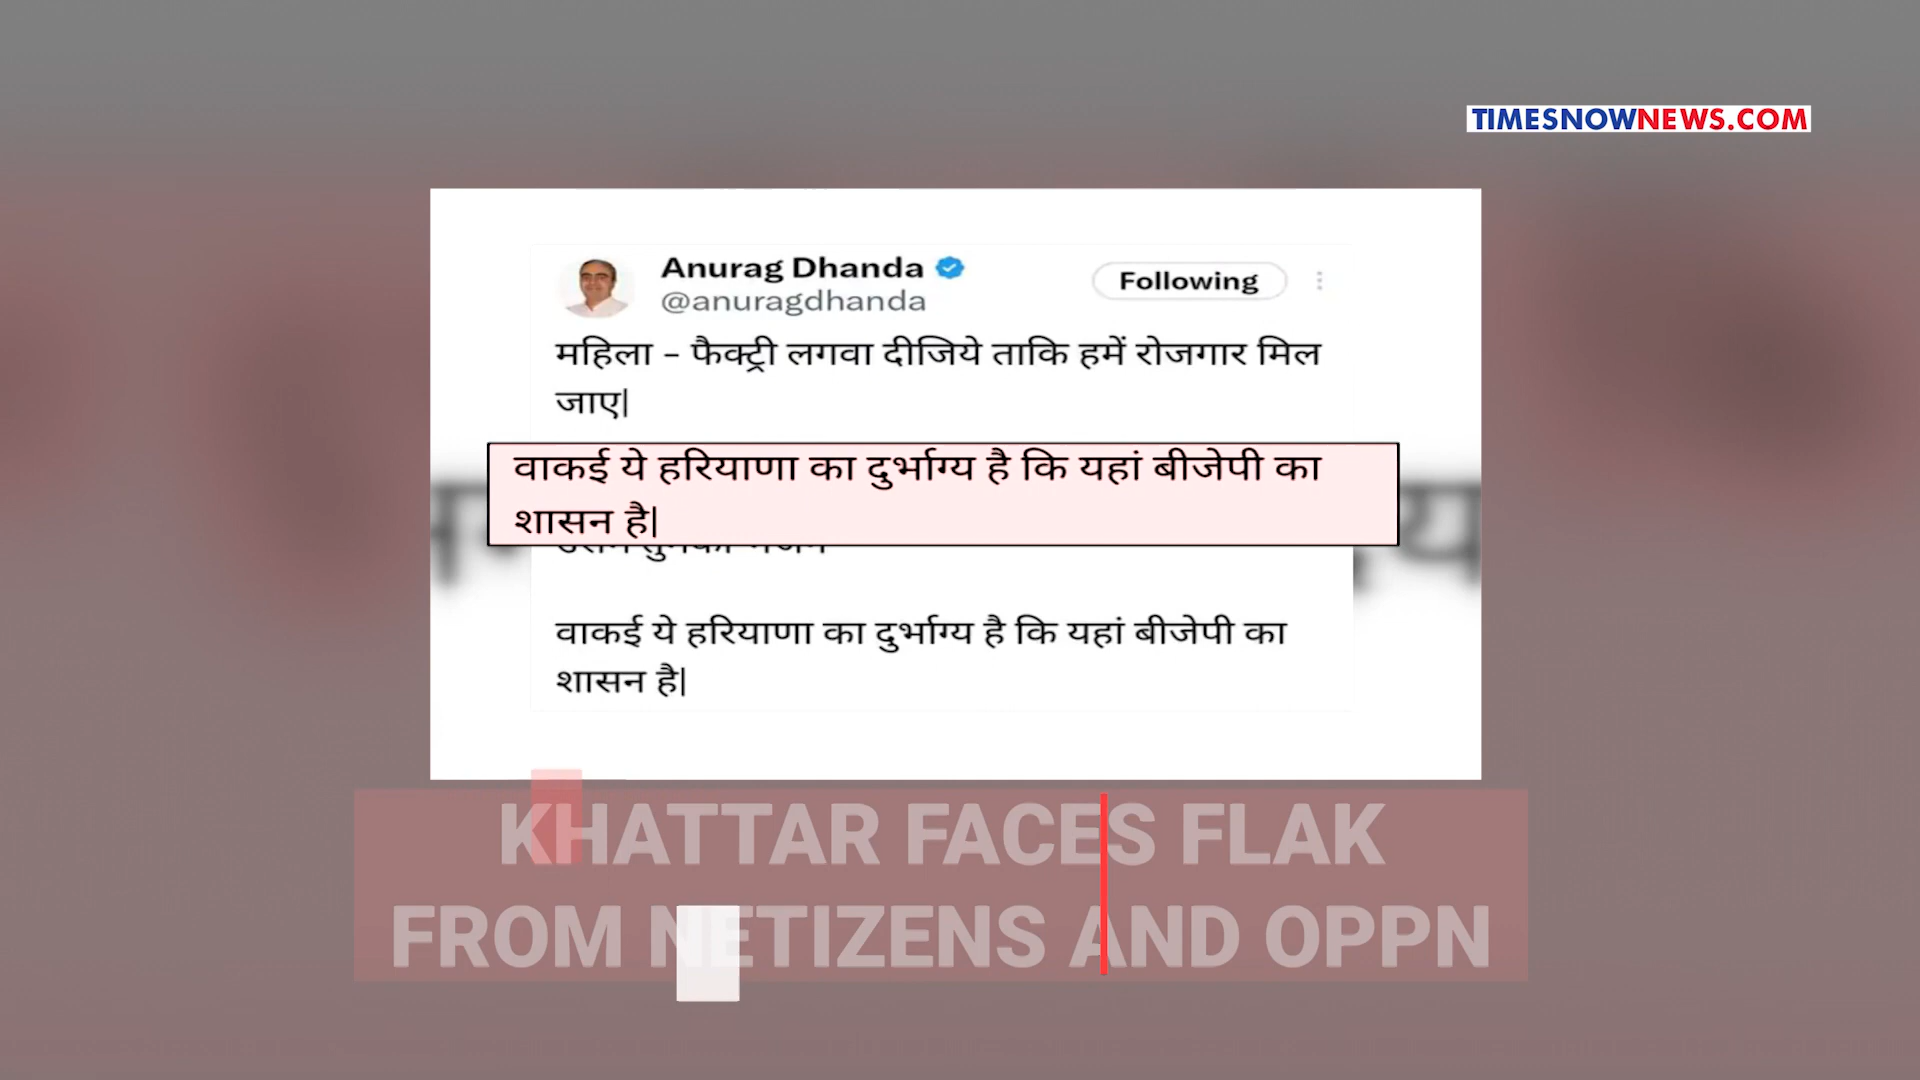 TIMESNOWNEWS.COM
Anurag Dhanda
@anuragdhanda
Following
महिला – फैक्ट्री लगवा दीजिये ताकि हमें रोजगार मिल
जाए|
वाकई ये हरियाणा का दुर्भाग्य है कि यहां बीजेपी का
शासन है|
वाकई ये हरियाणा का दुर्भाग्य है कि यहां बीजेपी का
शासन है|
KHATTAR FACES FLAK
FROM NETIZENS AND OPPN